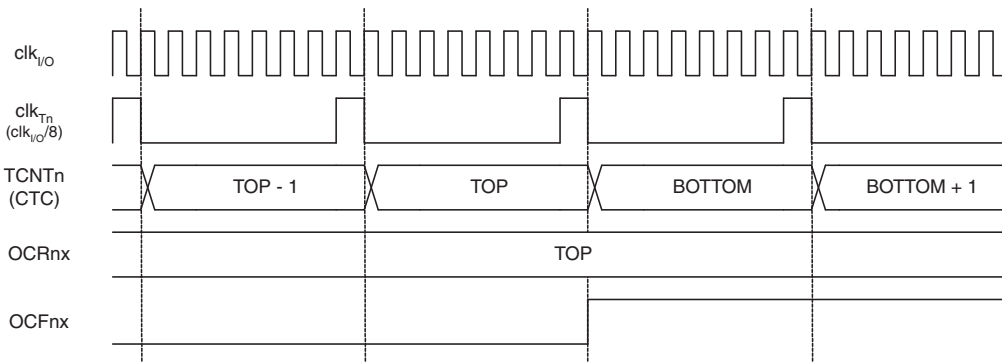 clkI/O
clkTn
(clkI/O/8)
TCNTn
(CTC)
TOP - 1
TOP
BOTTOM
BOTTOM + 1
OCRnx
TOP
OCFnx